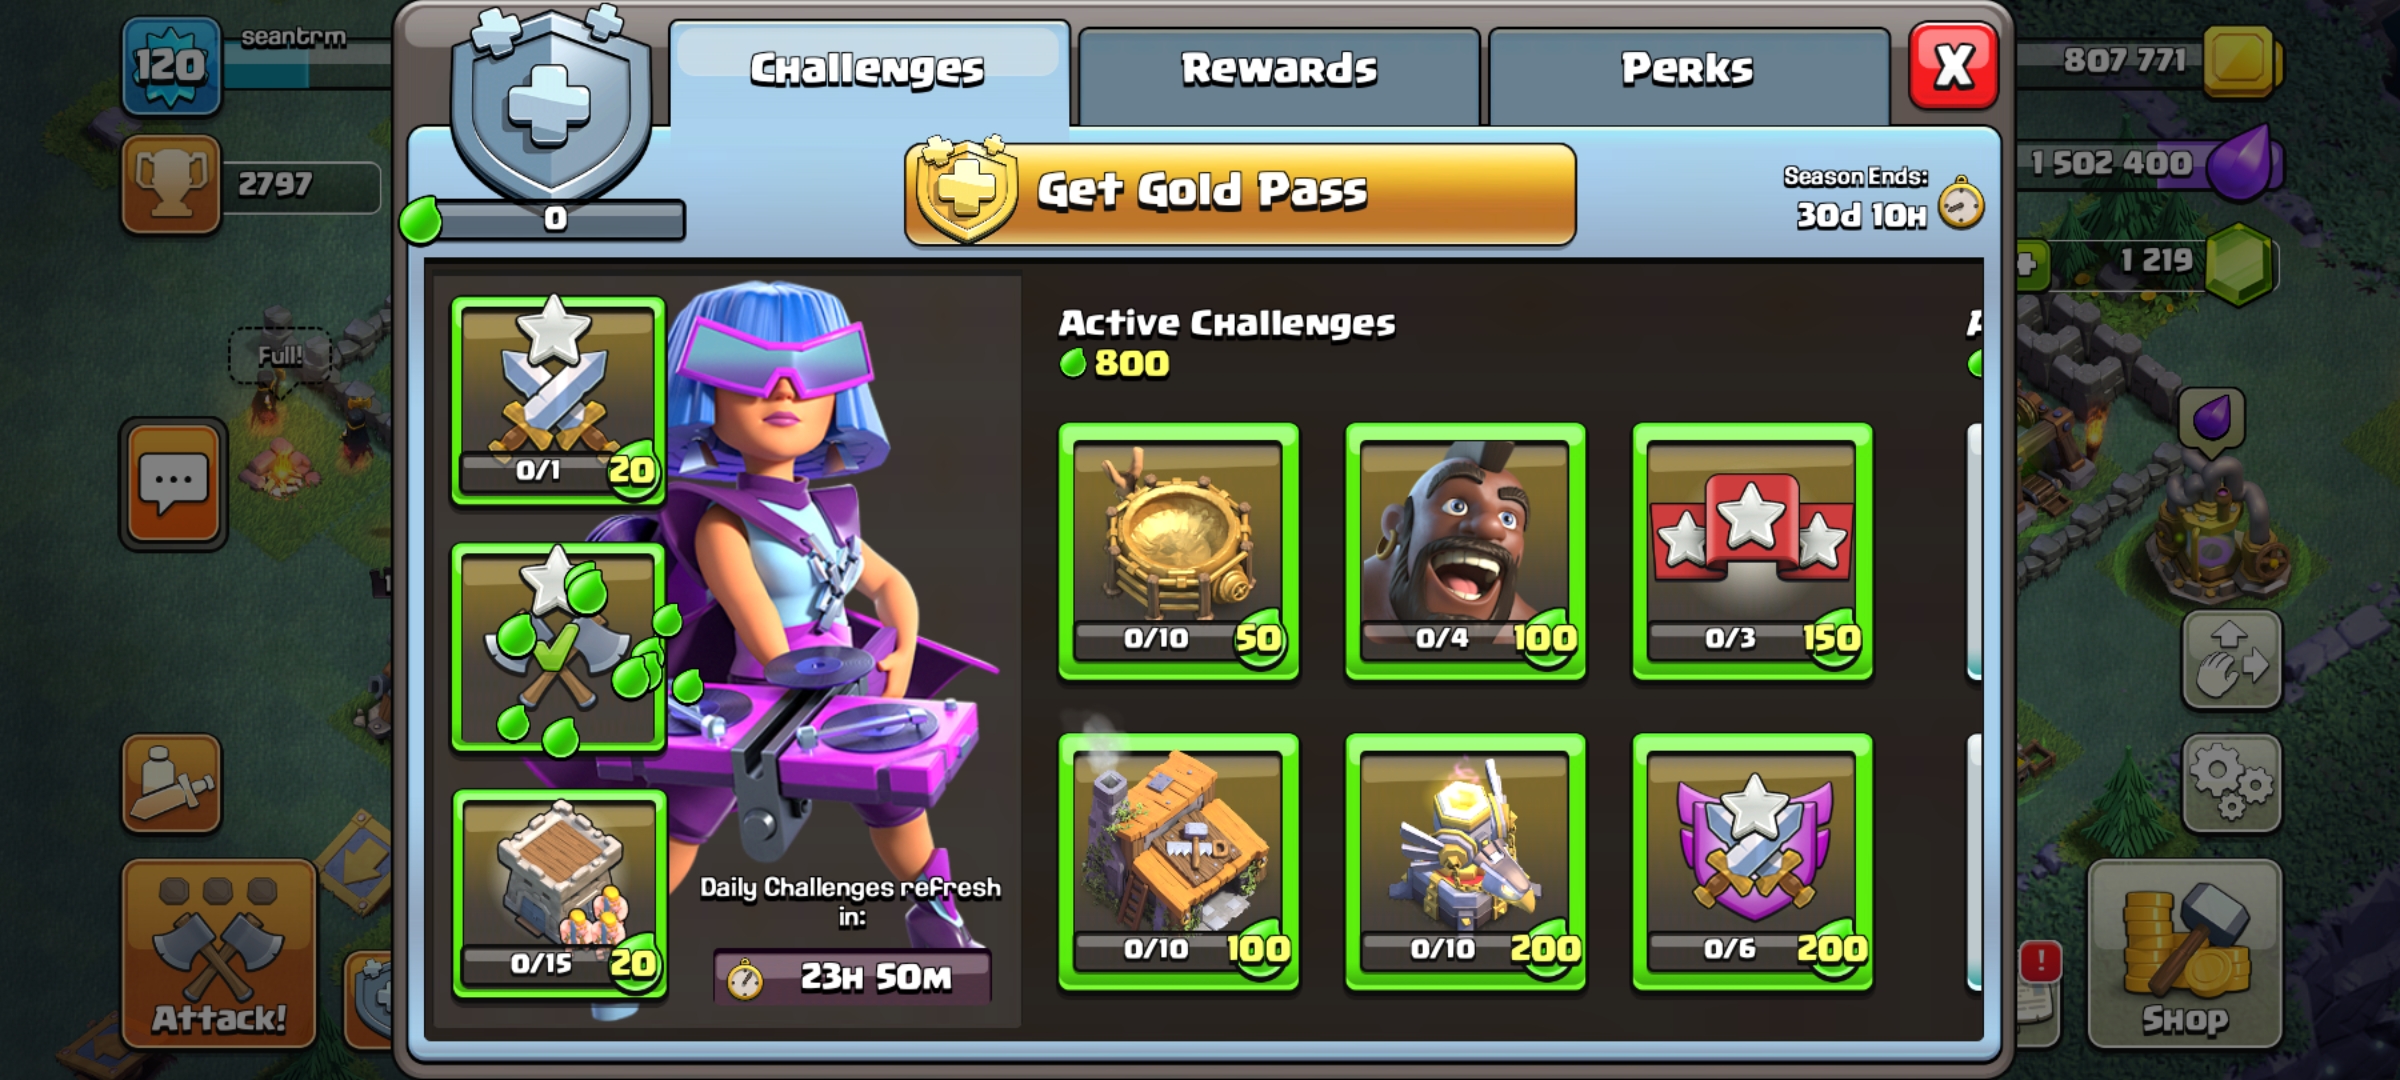 120
seantrm
2797
Full!
Attack!
Challenges
Rewards
Perks
X
0
Get Gold Pass
Season Ends:
30d 10H
807 771
1 502 400
1 219
0/1
20
0/15
20
Daily Challenges refresh
in:
23H 50M
Active Challenges
800
0/10
50
0/4
100
0/3
150
0/10
100
0/10
200
0/6
200
!
Shop